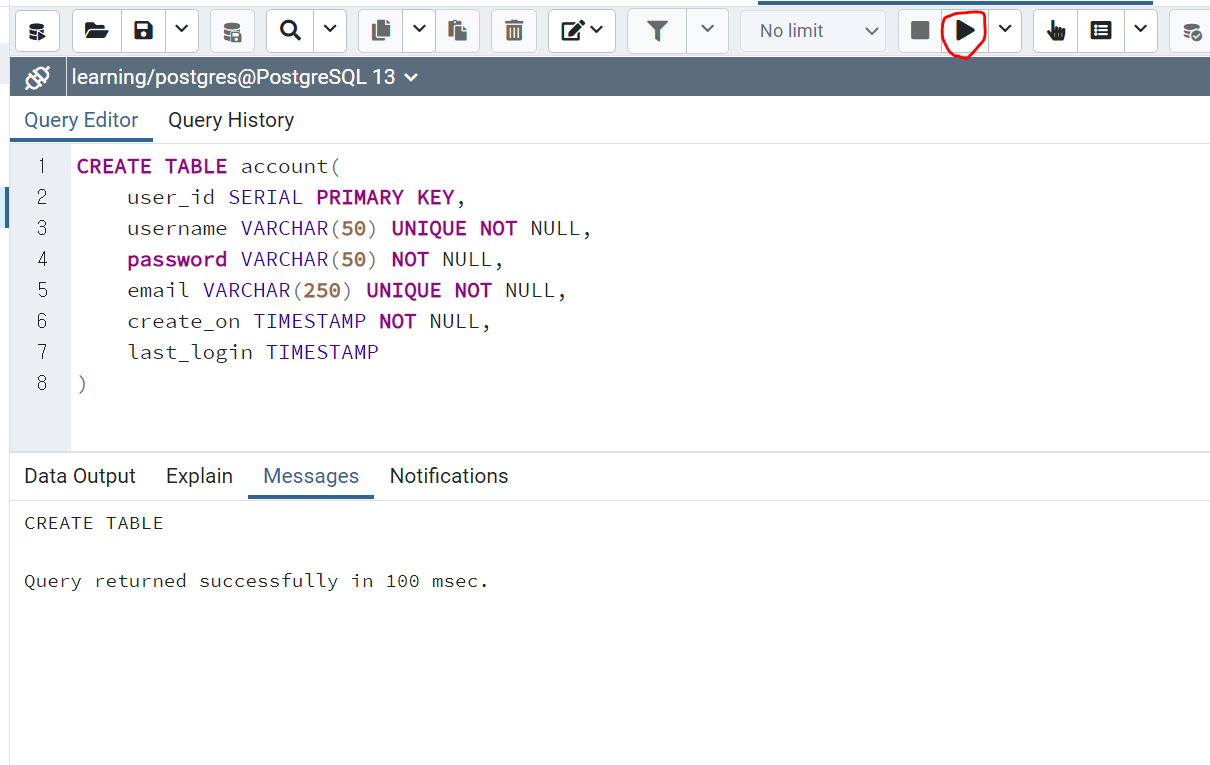 No limit
learning/postgres@PostgreSQL 13
Query Editor Query History
1 CREATE TABLE account(
2 user_id SERIAL PRIMARY KEY,
3 username VARCHAR(50) UNIQUE NOT NULL,
4 password VARCHAR(50) NOT NULL,
5 email VARCHAR(250) UNIQUE NOT NULL,
6 create_on TIMESTAMP NOT NULL,
7 last_login TIMESTAMP
8 )
Data Output Explain Messages Notifications
CREATE TABLE
Query returned successfully in 100 msec.